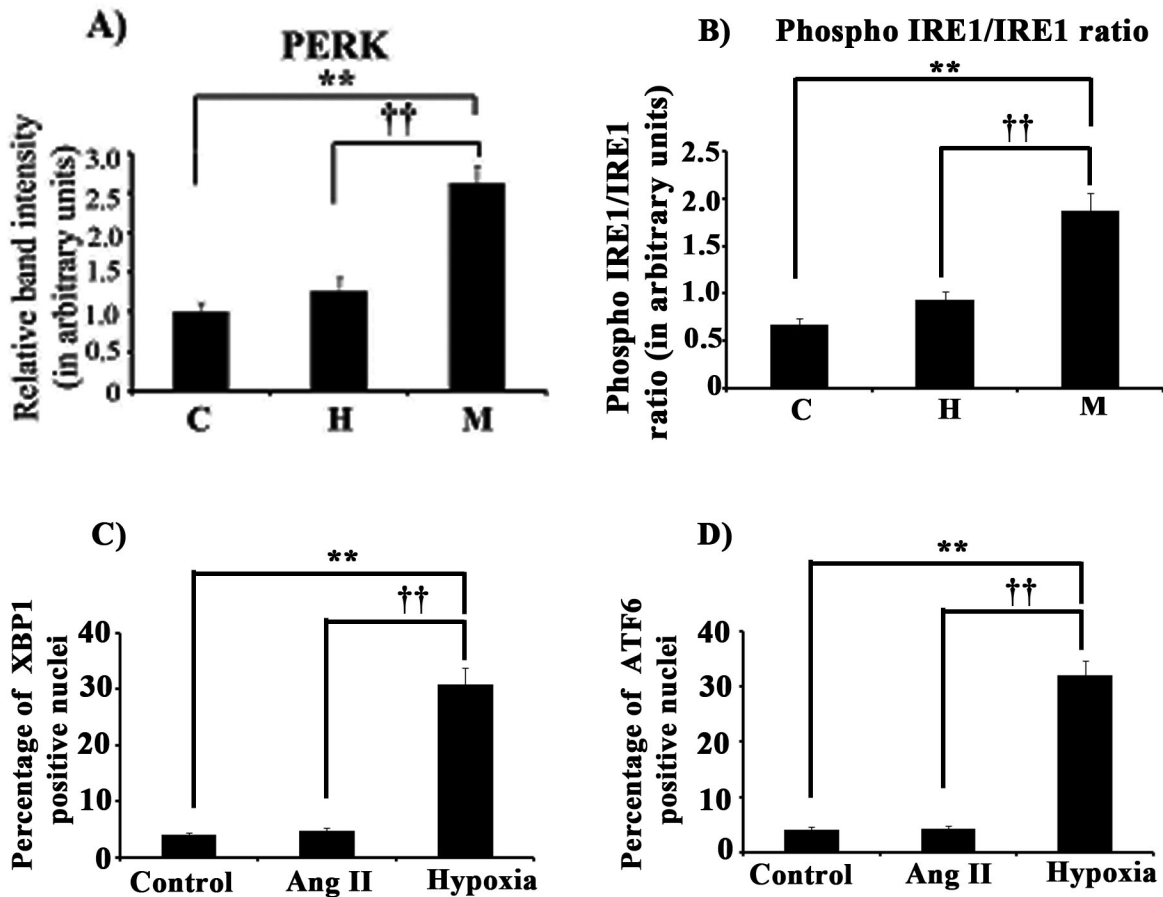 A)
PERK
**
††
Relative band intensity
(in arbitrary units)
3.0
2.5
2.0
1.5
1.0
0.5
0
C H M
B) Phospho IRE1/IRE1 ratio
**
††
Phospho IRE1/IRE1
ratio (in arbitrary units)
2.0
1.5
1.0
0.5
0
C H M
C)
**
††
Percentage of XBP1
positive nuclei
40
30
20
10
0
Control Ang II Hypoxia
D)
**
††
Percentage of ATF6
positive nuclei
40
30
20
10
0
Control Ang II Hypoxia